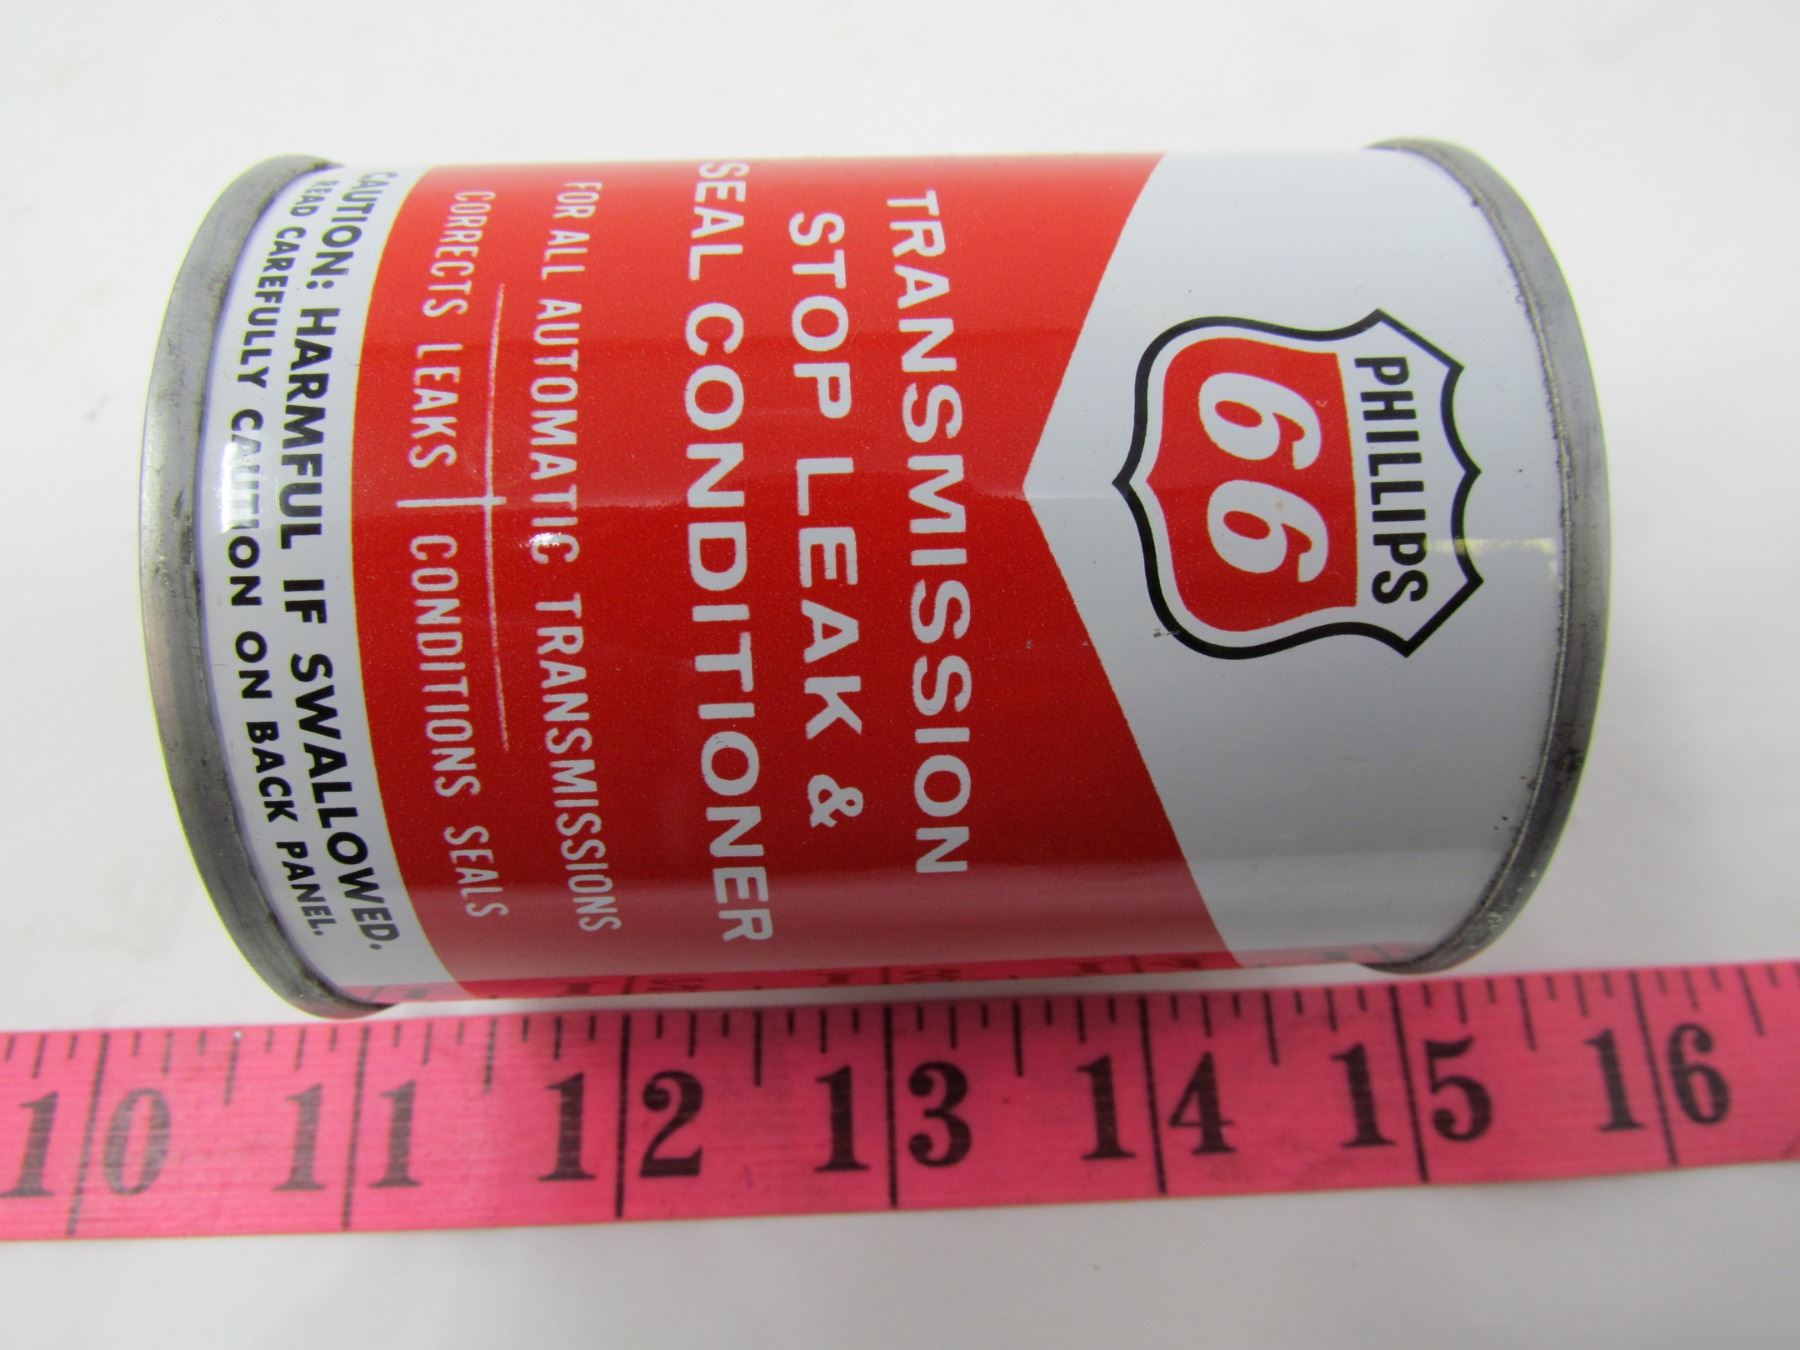 PHILLIPS
66
TRANSMISSION
STOP LEAK &
SEAL CONDITIONER
FOR ALL AUTOMATIC TRANSMISSIONS
CORRECTS LEAKS | CONDITIONS SEALS
CAUTION: HARMFUL IF SWALLOWED.
READ CAREFULLY CAUTION ON BACK PANEL.
10 11 12 13 14 15 16